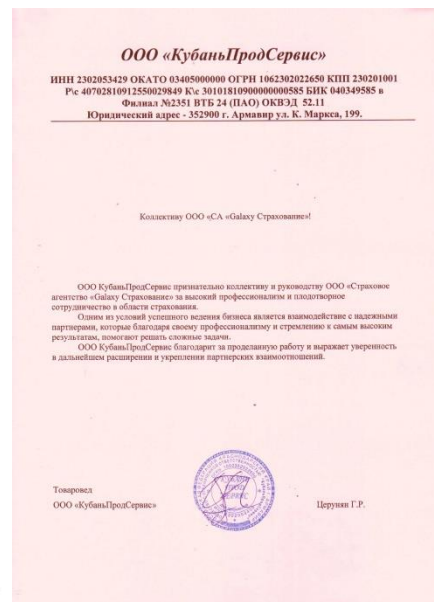 ООО «КубаньПродСервис»
ИНН 2302053429 ОКАТО 03405000000 ОГРН 1062302022650 КПП 230201001
Р\с 40702810912550029849 К\с 30101810900000000585 БИК 040349585 в
Филиал №2351 ВТБ 24 (ПАО) ОКВЭД 52.11
Юридический адрес - 352900 г. Армавир ул. К. Маркса, 199.
Коллективу ООО «СА «Galaxy Страхование»!
ООО КубаньПродСервис признательно коллективу и руководству ООО «Страховое
агентство «Galaxy Страхование» за высокий профессионализм и плодотворное
сотрудничество в области страхования.
Одним из условий успешного ведения бизнеса является взаимодействие с надежными
партнерами, которые благодаря своему профессионализму и стремлению к самым высоким
результатам, помогают решать сложные задачи.
ООО КубаньПродСервис благодарит за проделанную работу и выражает уверенность
в дальнейшем расширении и укреплении партнерских взаимоотношений.
Товаровед
ООО «КубаньПродСервис»
КУБАНЬ
ПРОД
СЕРВИС
Церунян Г.Р.